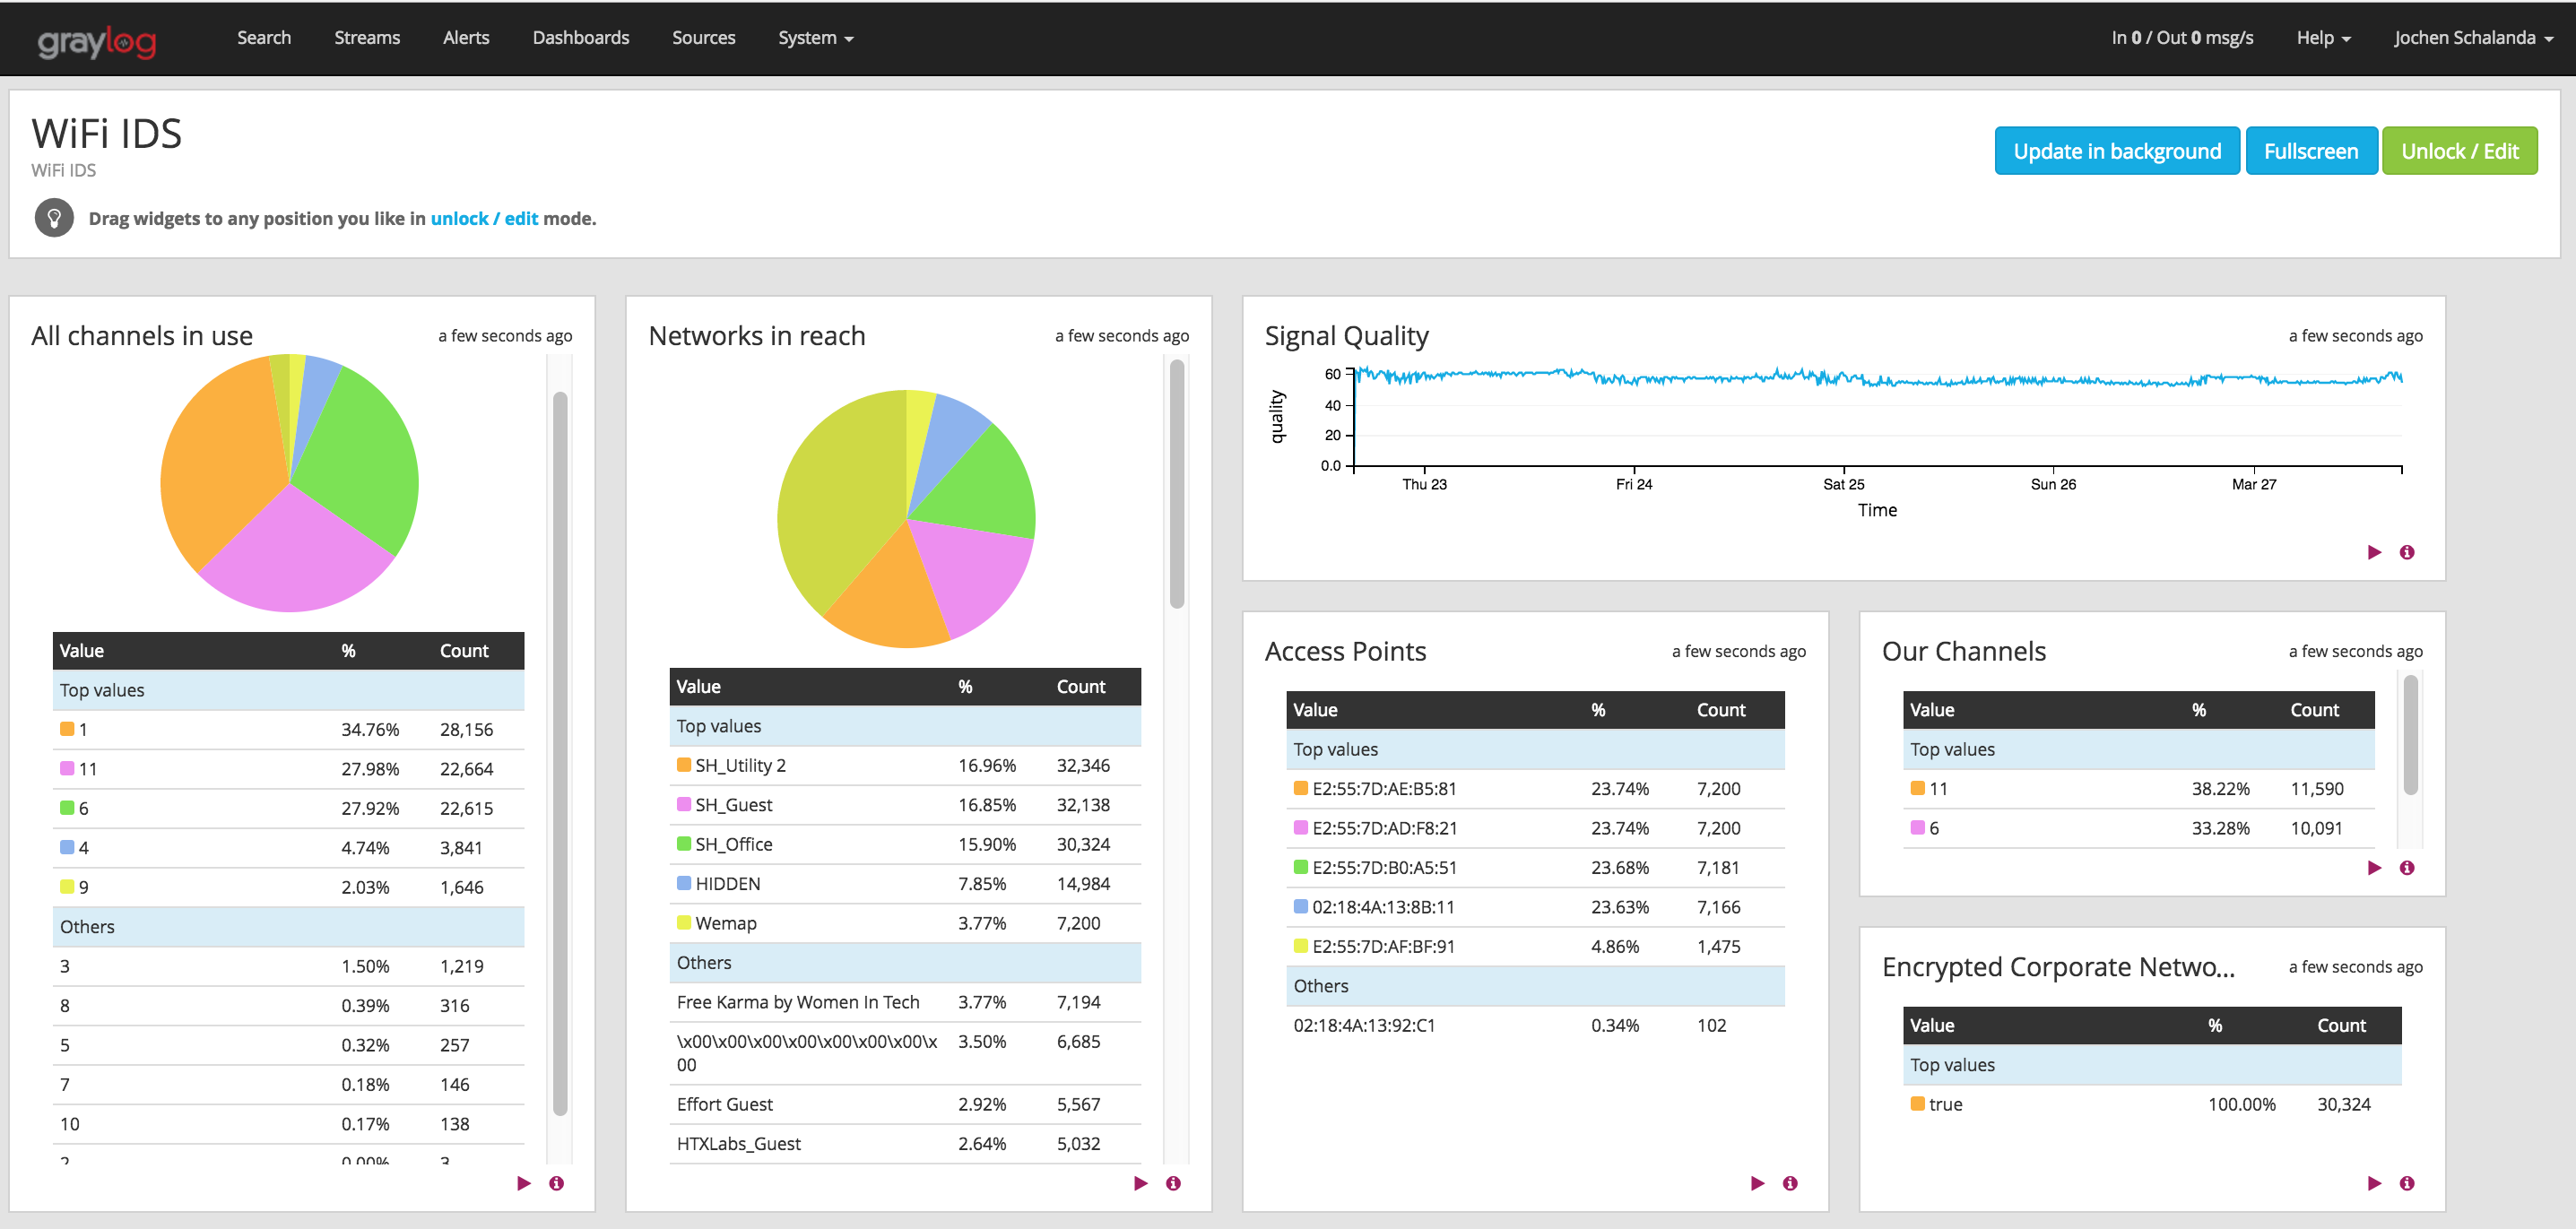 graylog Search Streams Alerts Dashboards Sources System In 0 / Out 0 msg/s Help Jochen Schalanda
WiFi IDS
WiFi IDS
Update in background Fullscreen Unlock / Edit
Drag widgets to any position you like in unlock / edit mode.
All channels in use a few seconds ago
Value % Count
Top values
1 34.76% 28,156
11 27.98% 22,664
6 27.92% 22,615
4 4.74% 3,841
9 2.03% 1,646
Others
3 1.50% 1,219
8 0.39% 316
5 0.32% 257
7 0.18% 146
10 0.17% 138
2 0.00% 3
Networks in reach a few seconds ago
Value % Count
Top values
SH_Utility 2 16.96% 32,346
SH_Guest 16.85% 32,138
SH_Office 15.90% 30,324
HIDDEN 7.85% 14,984
Wemap 3.77% 7,200
Others
Free Karma by Women In Tech 3.77% 7,194
\x00\x00\x00\x00\x00\x00\x00\x 3.50% 6,685
00
Effort Guest 2.92% 5,567
HTXLabs_Guest 2.64% 5,032
Signal Quality a few seconds ago
quality
60
40
20
0.0
Thu 23 Fri 24 Sat 25 Sun 26 Mar 27
Time
Access Points a few seconds ago
Value % Count
Top values
E2:55:7D:AE:B5:81 23.74% 7,200
E2:55:7D:AD:F8:21 23.74% 7,200
E2:55:7D:B0:A5:51 23.68% 7,181
02:18:4A:13:8B:11 23.63% 7,166
E2:55:7D:AF:BF:91 4.86% 1,475
Others
02:18:4A:13:92:C1 0.34% 102
Our Channels a few seconds ago
Value % Count
Top values
11 38.22% 11,590
6 33.28% 10,091
Encrypted Corporate Netwo... a few seconds ago
Value % Count
Top values
true 100.00% 30,324